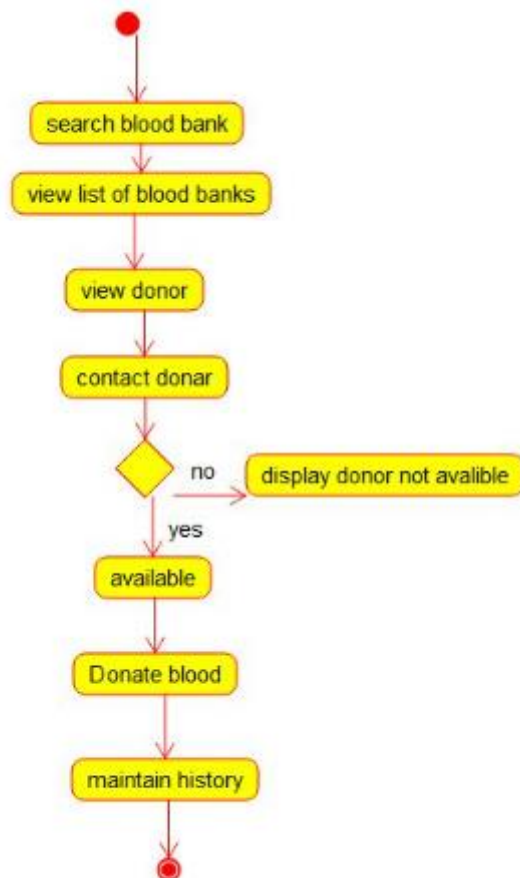 search blood bank
view list of blood banks
view donor
contact donar
no
display donor not avalible
yes
available
Donate blood
maintain history